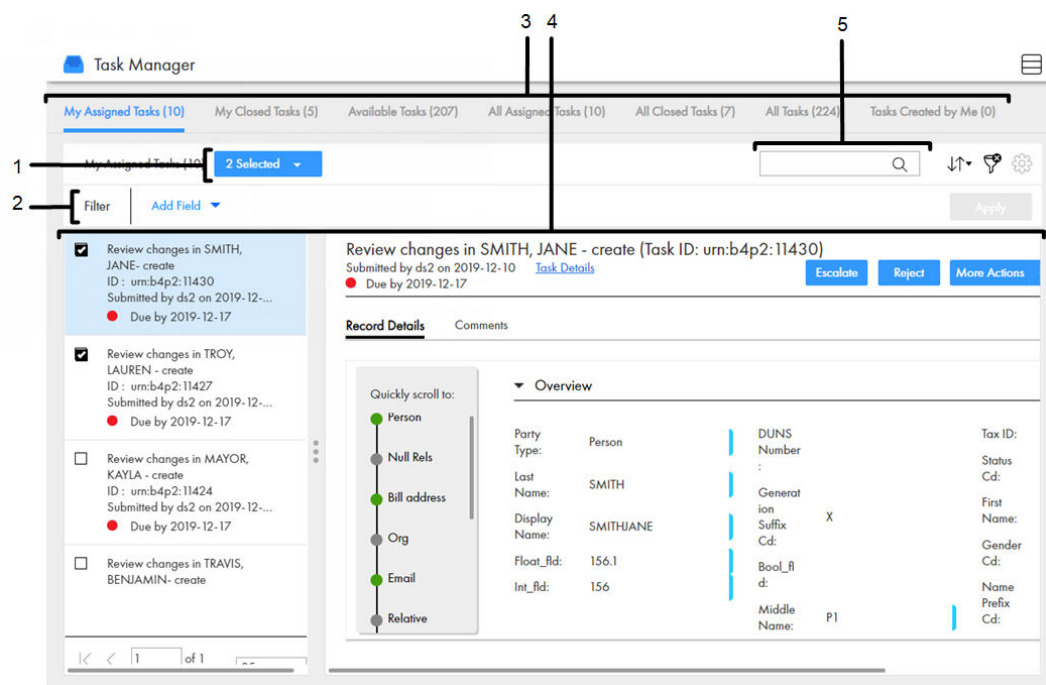 3 4 5
Task Manager
My Assigned Tasks (10) My Closed Tasks (5) Available Tasks (207) All Assigned Tasks (10) All Closed Tasks (7) All Tasks (224) Tasks Created by Me (0)
1 My Assigned Tasks (10) 2 Selected
2 Filter Add Field Apply
Review changes in SMITH,
JANE- create
ID : urn:b4p2:11430
Submitted by ds2 on 2019-12-...
Due by 2019-12-17
Review changes in TROY,
LAUREN - create
ID : urn:b4p2:11427
Submitted by ds2 on 2019-12-...
Due by 2019-12-17
Review changes in MAYOR,
KAYLA - create
ID : urn:b4p2:11424
Submitted by ds2 on 2019-12-...
Due by 2019-12-17
Review changes in TRAVIS,
BENJAMIN- create
1 of 1
Review changes in SMITH, JANE - create (Task ID: urn:b4p2:11430)
Submitted by ds2 on 2019-12-10 Task Details
Due by 2019-12-17
Escalate Reject More Actions
Record Details Comments
Quickly scroll to:
Person
Null Rels
Bill address
Org
Email
Relative
Overview
Party
Type:
Person
Last
Name:
SMITH
Display
Name:
SMITHJANE
Float_fld: 156.1
Int_fld: 156
DUNS
Number
:
Generat
ion
Suffix
Cd:
X
Bool_fl
d:
Middle
Name:
P1
Tax ID:
Status
Cd:
First
Name:
Gender
Cd:
Name
Prefix
Cd: